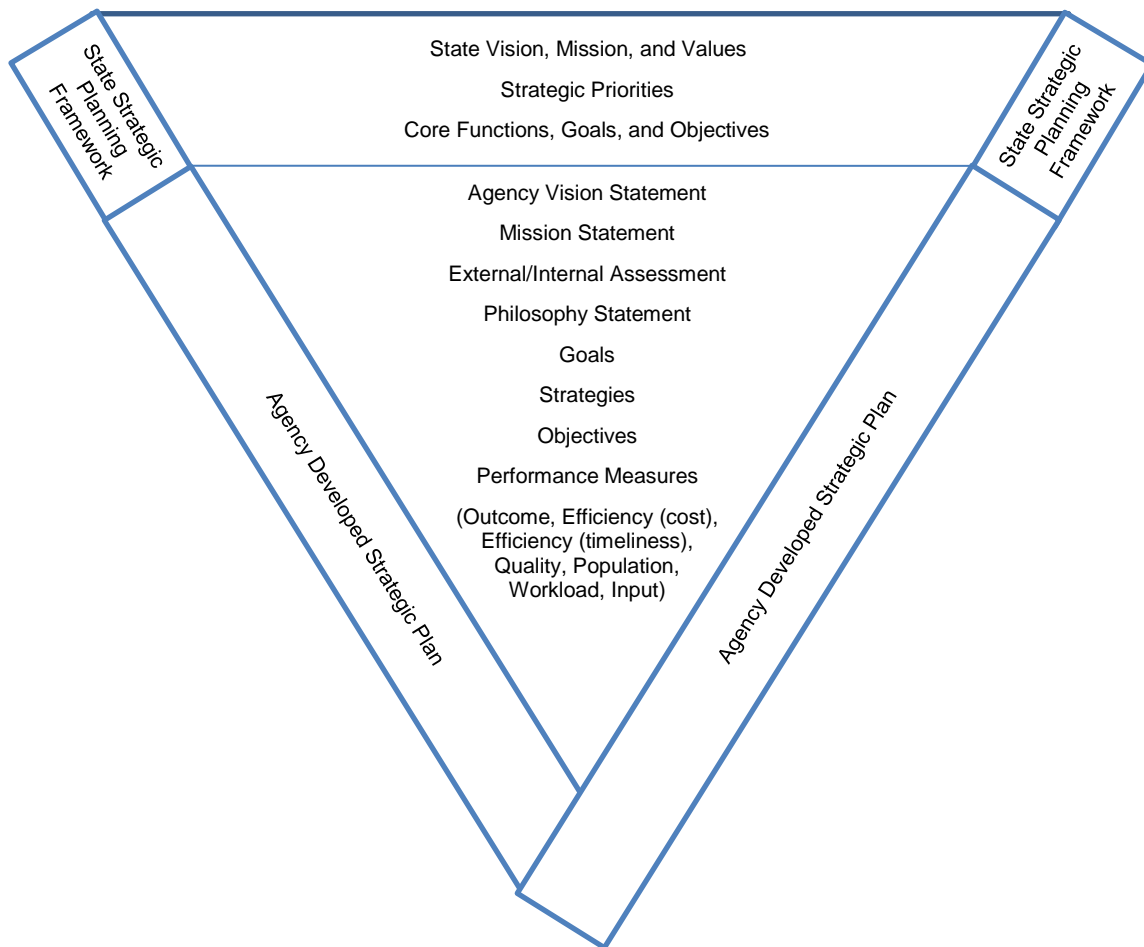 State Strategic
Planning
Framework
State Vision, Mission, and Values
Strategic Priorities
Core Functions, Goals, and Objectives
State Strategic
Planning
Framework
Agency Vision Statement
Mission Statement
External/Internal Assessment
Philosophy Statement
Goals
Strategies
Objectives
Performance Measures
(Outcome, Efficiency (cost),
Efficiency (timeliness),
Quality, Population,
Workload, Input)
Agency Developed Strategic Plan
Agency Developed Strategic Plan